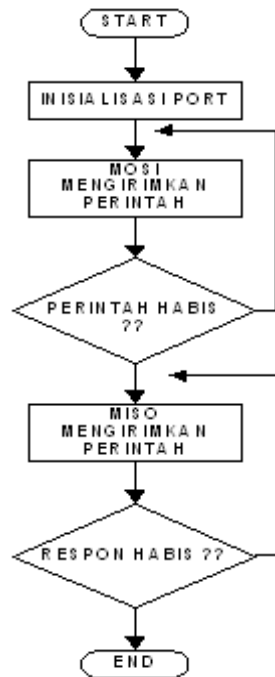 START
INISIALISASI PORT
MOSI
MENGIRIMKAN
PERINTAH
PERINTAH HABIS
??
MISO
MENGIRIMKAN
PERINTAH
RESPON HABIS ??
END